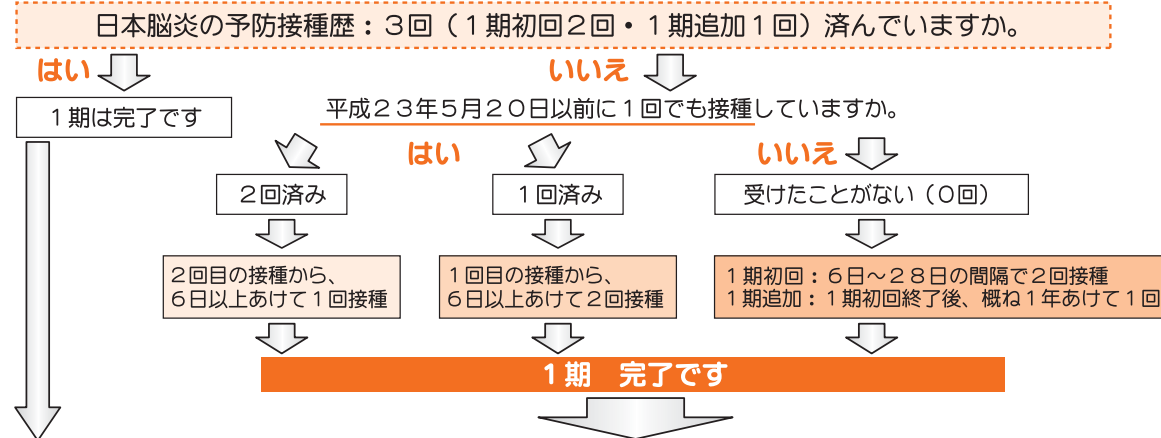 日本脳炎の予防接種歴：３回（１期初回２回・１期追加１回）済んでいますか。
はい
いいえ
１期は完了です
平成２３年５月２０日以前に１回でも接種していますか。
はい
いいえ
２回済み
１回済み
受けたことがない（０回）
２回目の接種から、
６日以上あけて１回接種
１回目の接種から、
６日以上あけて２回接種
１期初回：６日～２８日の間隔で２回接種
１期追加：１期初回終了後、概ね１年あけて１回
１期　完了です